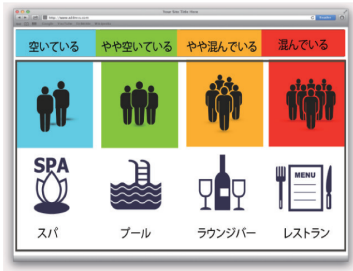 Your Site Title Here
空いている
やや空いている
やや混んでいる
混んでいる
SPA
MENU
スパ
プール
ラウンジバー
レストラン